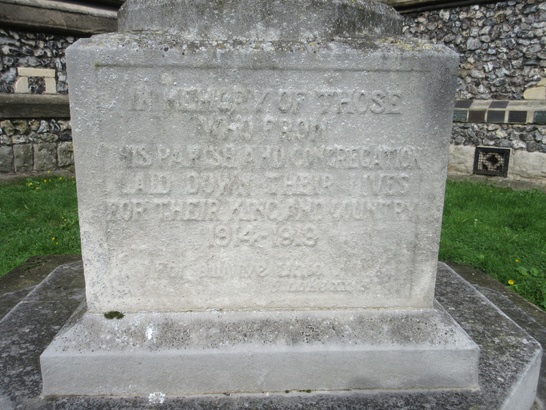 IN MEMORY OF THOSE
WHO FROM
THIS PARISH AND CONGREGATION
LAID DOWN THEIR LIVES
FOR THEIR KING AND COUNTRY
1914-1919